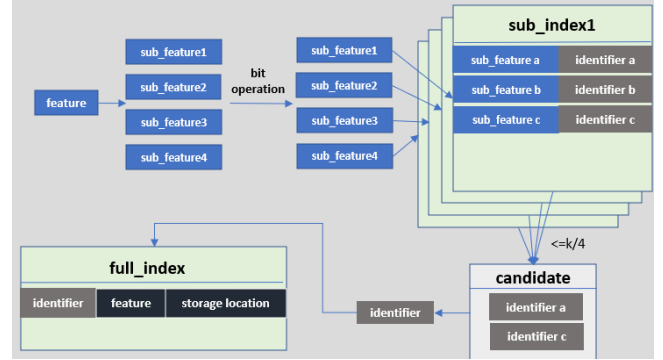 feature
sub_feature1
sub_feature2
sub_feature3
sub_feature4
bit
operation
sub_feature1
sub_feature2
sub_feature3
sub_feature4
sub_index1
sub_feature a identifier a
sub_feature b identifier b
sub_feature c identifier c
<=k/4
candidate
identifier a
identifier c
identifier
full_index
identifier feature storage location